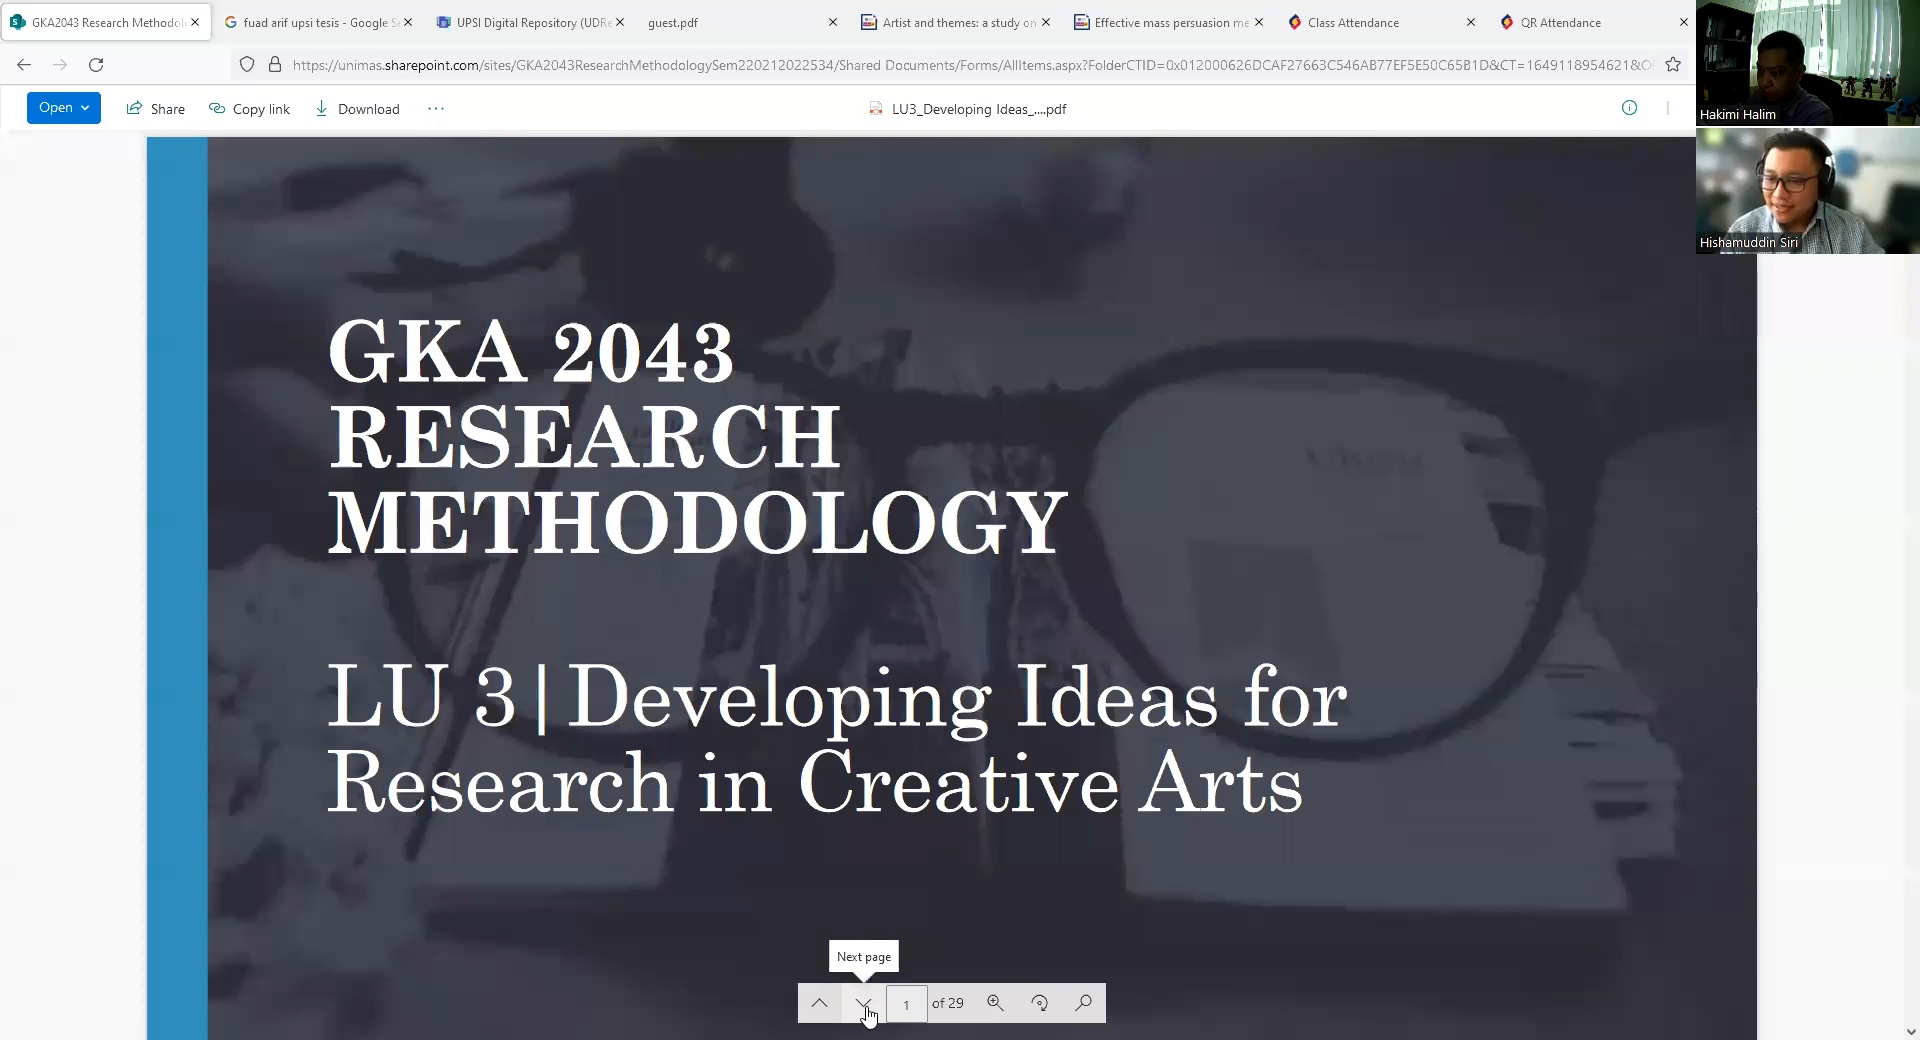 GKA2043 Research Methodol
fuad arif upsi tesis - Google Se
UPSI Digital Repository (UDRe
guest.pdf
Artist and themes: a study on
Effective mass persuasion me
Class Attendance
QR Attendance
https://unimas.sharepoint.com/sites/GKA2043ResearchMethodologySem220212022534/Shared Documents/Forms/AllItems.aspx?FolderCTID=0x012000626DCAF27663C546AB77EF5E50C65B1D&CT=1649118954621&O
Open
Share
Copy link
Download
...
LU3_Developing Ideas_....pdf
Hakimi Halim
Hishamuddin Siri
GKA 2043
RESEARCH
METHODOLOGY
LU 3|Developing Ideas for
Research in Creative Arts
Next page
1 of 29